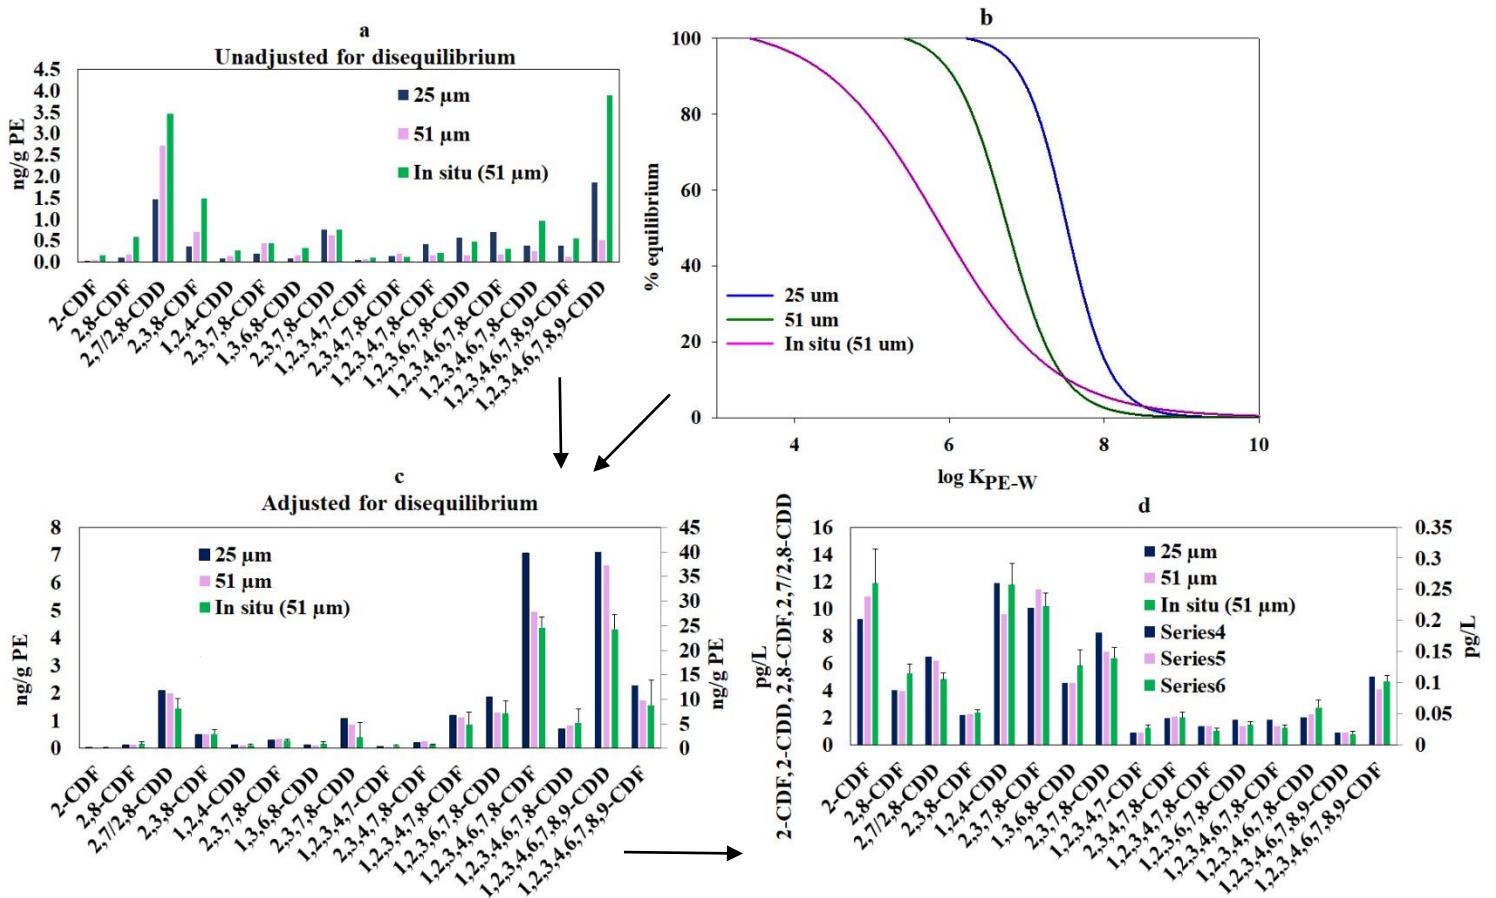 a
Unadjusted for disequilibrium
ng/g PE
4.5
4.0
3.5
3.0
2.5
2.0
1.5
1.0
0.5
0.0
25 µm
51 µm
In situ (51 µm)
2-CDF
2,8-CDF
2,7//2,8-CDD
2,3,8-CDF
1,2,4-CDD
2,3,7,8-CDF
1,3,6,8-CDD
2,3,7,8-CDD
1,2,3,4,7-CDF
2,3,4,7,8-CDF
1,2,3,4,7,8-CDF
1,2,3,6,7,8-CDD
1,2,3,4,6,7,8-CDF
1,2,3,4,6,7,8-CDD
1,2,3,4,6,7,8,9-CDF
1,2,3,4,6,7,8,9-CDD
b
% equilibrium
100
80
60
40
20
0
25 um
51 um
In situ (51 um)
4 6 8 10
log KPE-W
c
Adjusted for disequilibrium
ng/g PE
8
7
6
5
4
3
2
1
0
25 µm
51 µm
In situ (51 µm)
45
40
35
30
25
20
15
10
5
0
ng/g PE
2-CDF
2,8-CDF
2,7//2,8-CDD
2,3,8-CDF
1,2,4-CDD
2,3,7,8-CDF
1,3,6,8-CDD
2,3,7,8-CDD
1,2,3,4,7-CDF
2,3,4,7,8-CDF
1,2,3,4,7,8-CDF
1,2,3,6,7,8-CDD
1,2,3,4,6,7,8-CDF
1,2,3,4,6,7,8-CDD
1,2,3,4,6,7,8,9-CDD
1,2,3,4,6,7,8,9-CDF
d
pg/L
2-CDF, 2-CDD, 2,8-CDF, 2,7/2,8-CDD
16
14
12
10
8
6
4
2
0
25 µm
51 µm
In situ (51 µm)
Series4
Series5
Series6
0.35
0.3
0.25
0.2
0.15
0.1
0.05
0
pg/L
2-CDF
2,8-CDF
2,7//2,8-CDD
2,3,8-CDF
1,2,4-CDD
2,3,7,8-CDF
1,3,6,8-CDD
2,3,7,8-CDD
1,2,3,4,7-CDF
2,3,4,7,8-CDF
1,2,3,4,7,8-CDF
1,2,3,6,7,8-CDD
1,2,3,4,6,7,8-CDF
1,2,3,4,6,7,8-CDD
1,2,3,4,6,7,8,9-CDD
1,2,3,4,6,7,8,9-CDF